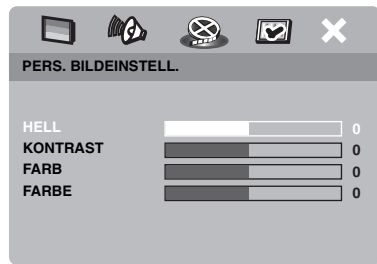 PERS. BILDEINSTELL.
HELL 0
KONTRAST 0
FARB 0
FARBE 0